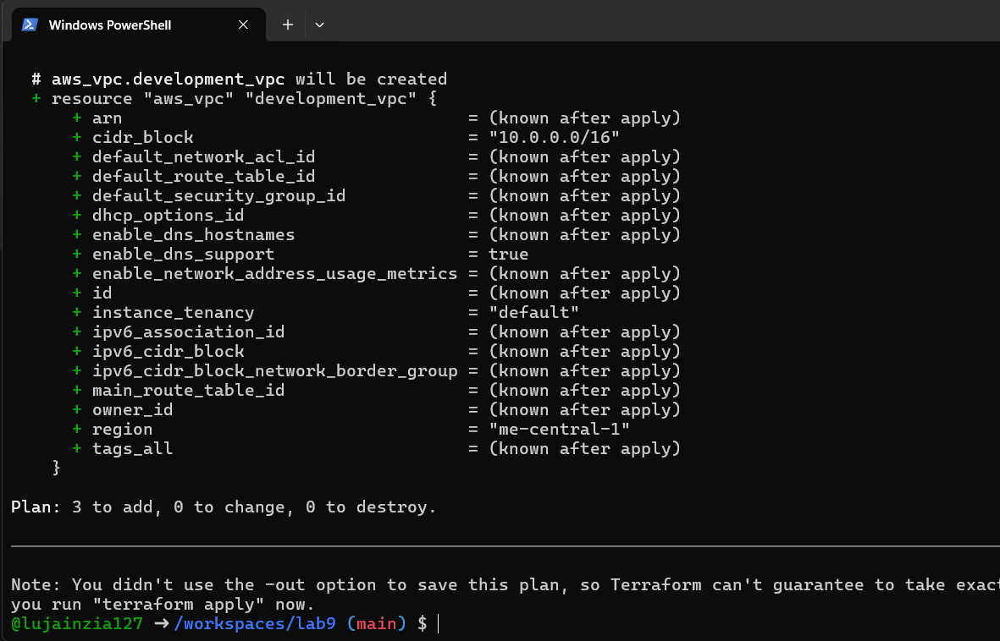 Windows PowerShell
# aws_vpc.development_vpc will be created
+ resource "aws_vpc" "development_vpc" {
+ arn = (known after apply)
+ cidr_block = "10.0.0.0/16"
+ default_network_acl_id = (known after apply)
+ default_route_table_id = (known after apply)
+ default_security_group_id = (known after apply)
+ dhcp_options_id = (known after apply)
+ enable_dns_hostnames = (known after apply)
+ enable_dns_support = true
+ enable_network_address_usage_metrics = (known after apply)
+ id = (known after apply)
+ instance_tenancy = "default"
+ ipv6_association_id = (known after apply)
+ ipv6_cidr_block = (known after apply)
+ ipv6_cidr_block_network_border_group = (known after apply)
+ main_route_table_id = (known after apply)
+ owner_id = (known after apply)
+ region = "me-central-1"
+ tags_all = (known after apply)
}
Plan: 3 to add, 0 to change, 0 to destroy.
Note: You didn't use the -out option to save this plan, so Terraform can't guarantee to take exact
you run "terraform apply" now.
@lujainzia127 ➜ /workspaces/lab9 (main) $